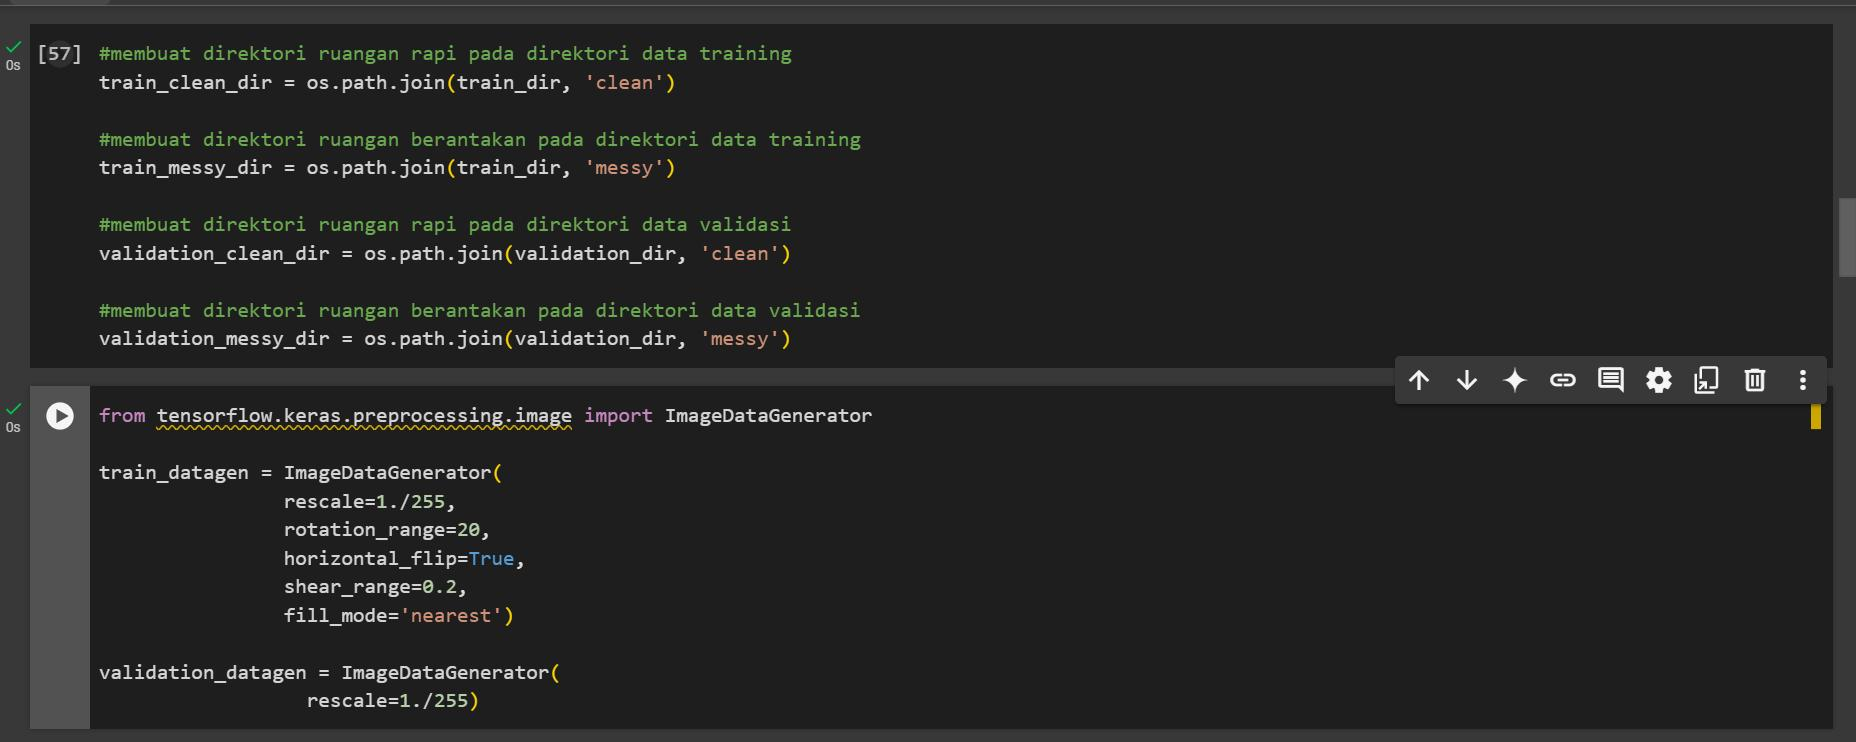 [57] #membuat direktori ruangan rapi pada direktori data training
0s
train_clean_dir = os.path.join(train_dir, 'clean')
#membuat direktori ruangan berantakan pada direktori data training
train_messy_dir = os.path.join(train_dir, 'messy')
#membuat direktori ruangan rapi pada direktori data validasi
validation_clean_dir = os.path.join(validation_dir, 'clean')
#membuat direktori ruangan berantakan pada direktori data validasi
validation_messy_dir = os.path.join(validation_dir, 'messy')
0s
from tensorflow.keras.preprocessing.image import ImageDataGenerator
train_datagen = ImageDataGenerator(
rescale=1./255,
rotation_range=20,
horizontal_flip=True,
shear_range=0.2,
fill_mode='nearest')
validation_datagen = ImageDataGenerator(
rescale=1./255)